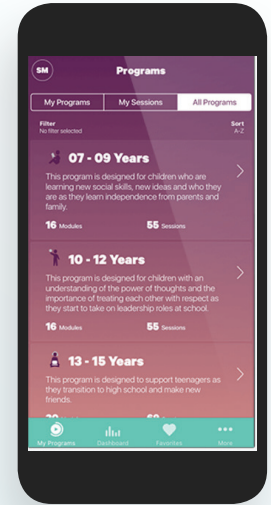 SM
Programs
My Programs
My Sessions
All Programs
Filter
Sort
No filter selected
A-Z
07 - 09 Years
This program is designed for children who are
learning new social skills, new ideas and who they
are as they learn independence from parents and
family.
16 Modules
55 Sessions
10 - 12 Years
This program is designed for children with an
understanding of the power of thoughts and the
importance of treating each other with respect as
they start to take on leadership roles at school.
16 Modules
55 Sessions
13 - 15 Years
This program is designed to support teenagers as
they transition to high school and make new
friends.
My Programs
Dashboard
Favorites
More